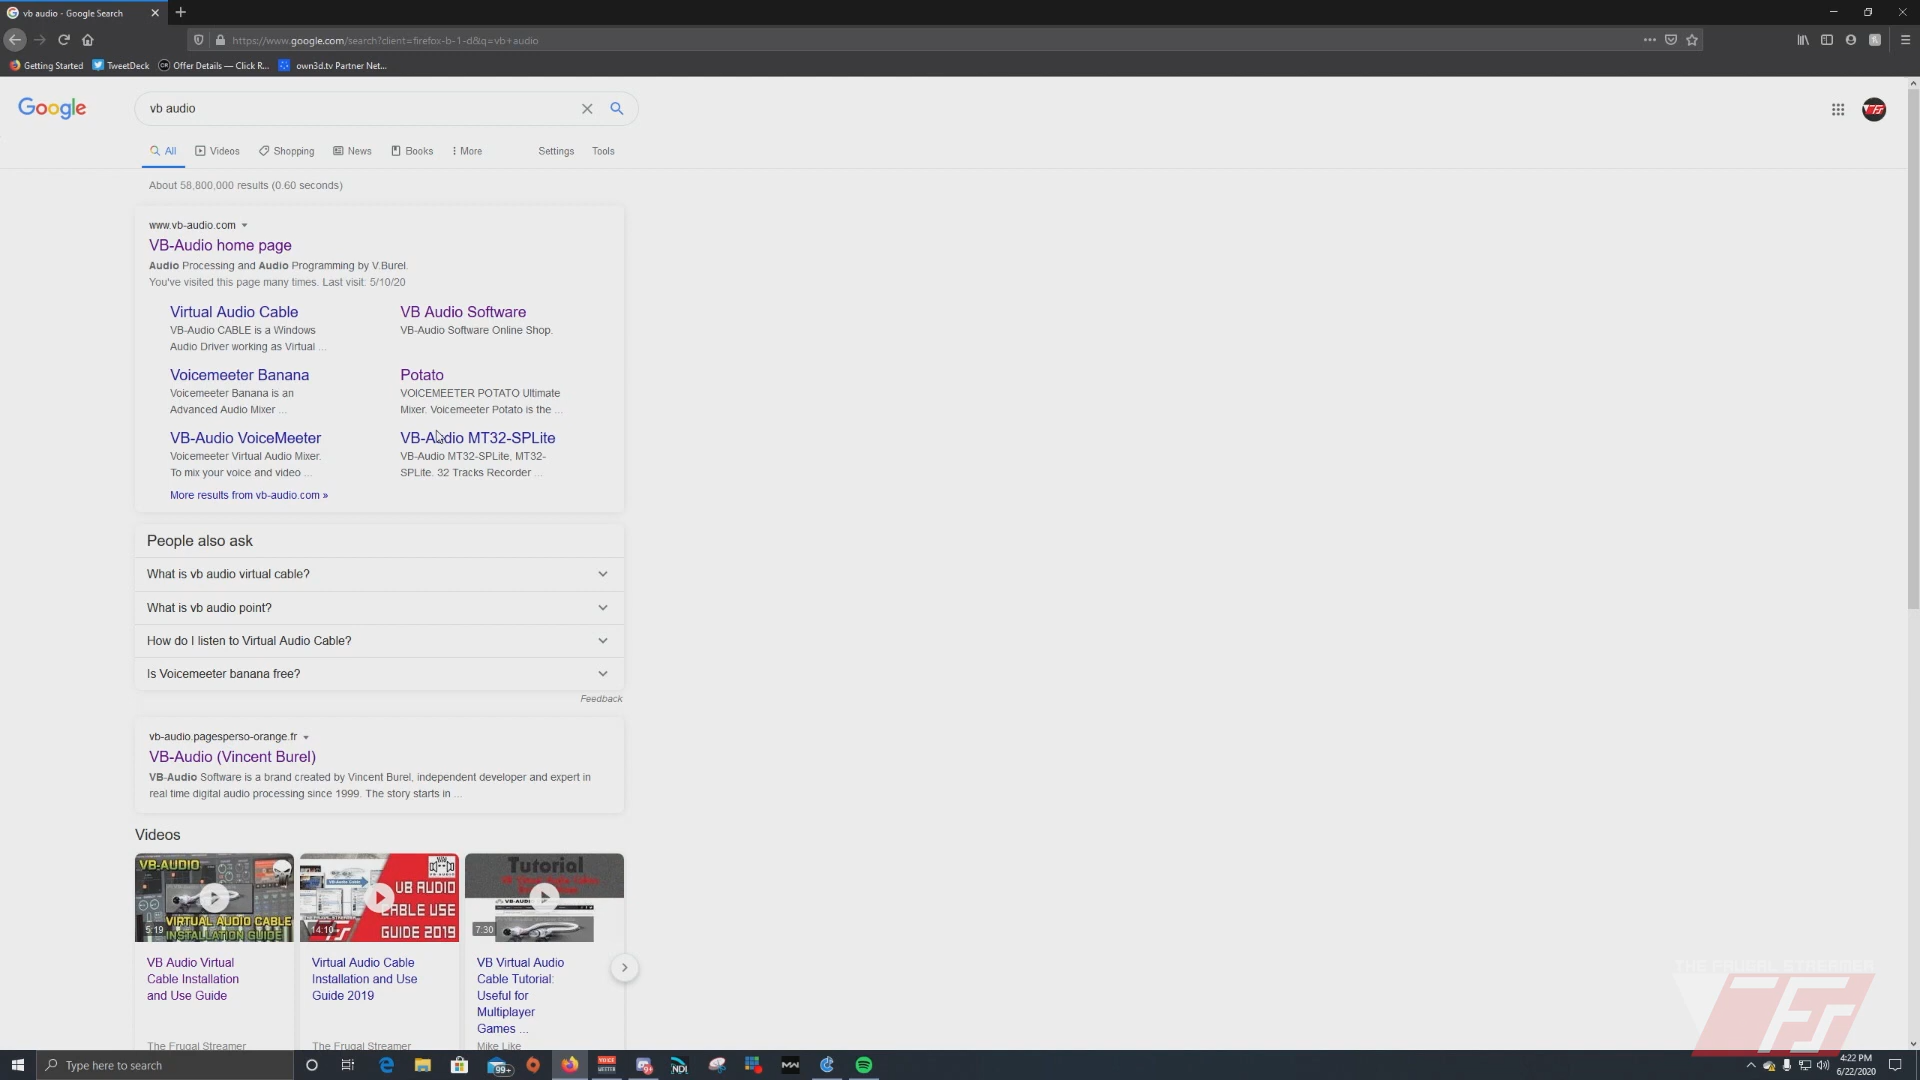 vb audio - Google Search
https://www.google.com/search?client=firefox-b-1-d&q=vb+audio
Getting Started
TweetDeck
Offer Details — Click R...
own3d.tv Partner Net...
Google
vb audio
All
Videos
Shopping
News
Books
More
Settings
Tools
About 58,800,000 results (0.60 seconds)
www.vb-audio.com
VB-Audio home page
Audio Processing and Audio Programming by V.Burel.
You've visited this page many times. Last visit: 5/10/20
Virtual Audio Cable
VB-Audio CABLE is a Windows
Audio Driver working as Virtual ...
VB Audio Software
VB-Audio Software Online Shop.
Voicemeeter Banana
Voicemeeter Banana is an
Advanced Audio Mixer ...
Potato
VOICEMEETER POTATO Ultimate
Mixer. Voicemeeter Potato is the ...
VB-Audio VoiceMeeter
Voicemeeter Virtual Audio Mixer.
To mix your voice and video ...
VB-Audio MT32-SPLite
VB-Audio MT32-SPLite, MT32-
SPLite. 32 Tracks Recorder ...
More results from vb-audio.com »
People also ask
What is vb audio virtual cable?
What is vb audio point?
How do I listen to Virtual Audio Cable?
Is Voicemeeter banana free?
Feedback
vb-audio.pagesperso-orange.fr
VB-Audio (Vincent Burel)
VB-Audio Software is a brand created by Vincent Burel, independent developer and expert in
real time digital audio processing since 1999. The story starts in ...
Videos
VB-AUDIO
VIRTUAL AUDIO CABLE
INSTALLATION GUIDE
5:19
VB AUDIO
CABLE USE
GUIDE 2019
14:10
Tutorial
7:30
VB Audio Virtual
Cable Installation
and Use Guide
The Frugal Streamer
Virtual Audio Cable
Installation and Use
Guide 2019
The Frugal Streamer
VB Virtual Audio
Cable Tutorial:
Useful for
Multiplayer
Games ...
Mike Like
THE FRUGAL STREAMER
TFS
Type here to search
99+
VOICE
MEETER
9+
NDI
MW
4:22 PM
6/22/2020